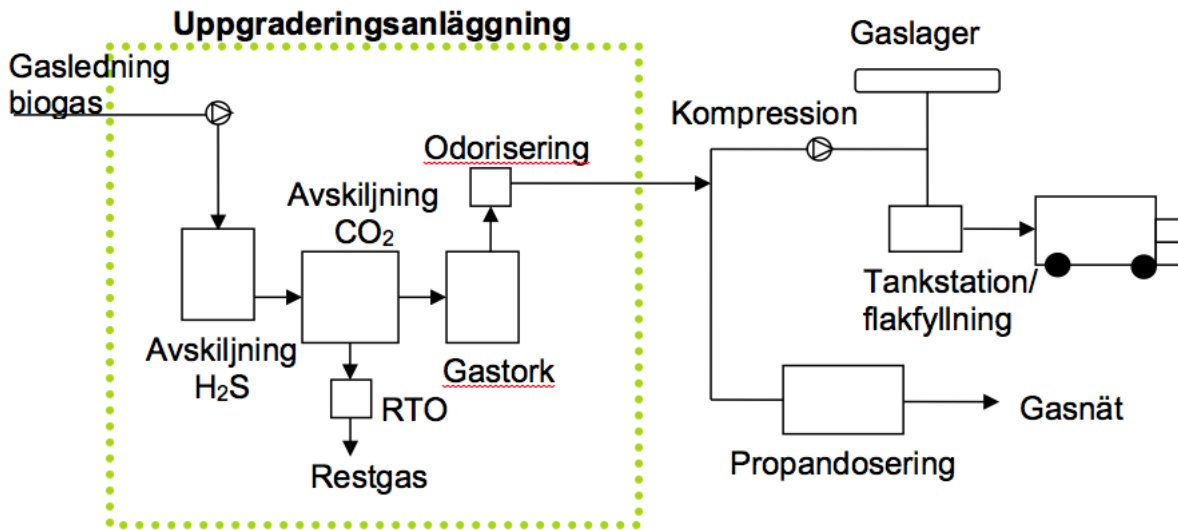 Uppgraderingsanläggning
Gasledning
biogas
Avskiljning
H₂S
Avskiljning
CO₂
RTO
Restgas
Odorisering
Gastork
Kompression
Gaslager
Tankstation/
flakfyllning
Propandosering
Gasnät